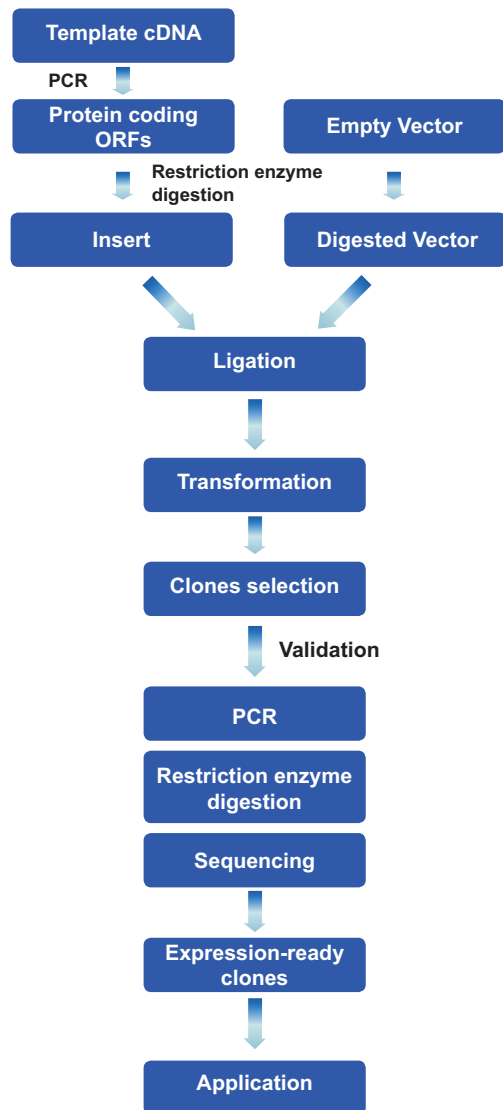 Template cDNA
PCR
Protein coding
ORFs
Empty Vector
Restriction enzyme
digestion
Insert
Digested Vector
Ligation
Transformation
Clones selection
Validation
PCR
Restriction enzyme
digestion
Sequencing
Expression-ready
clones
Application